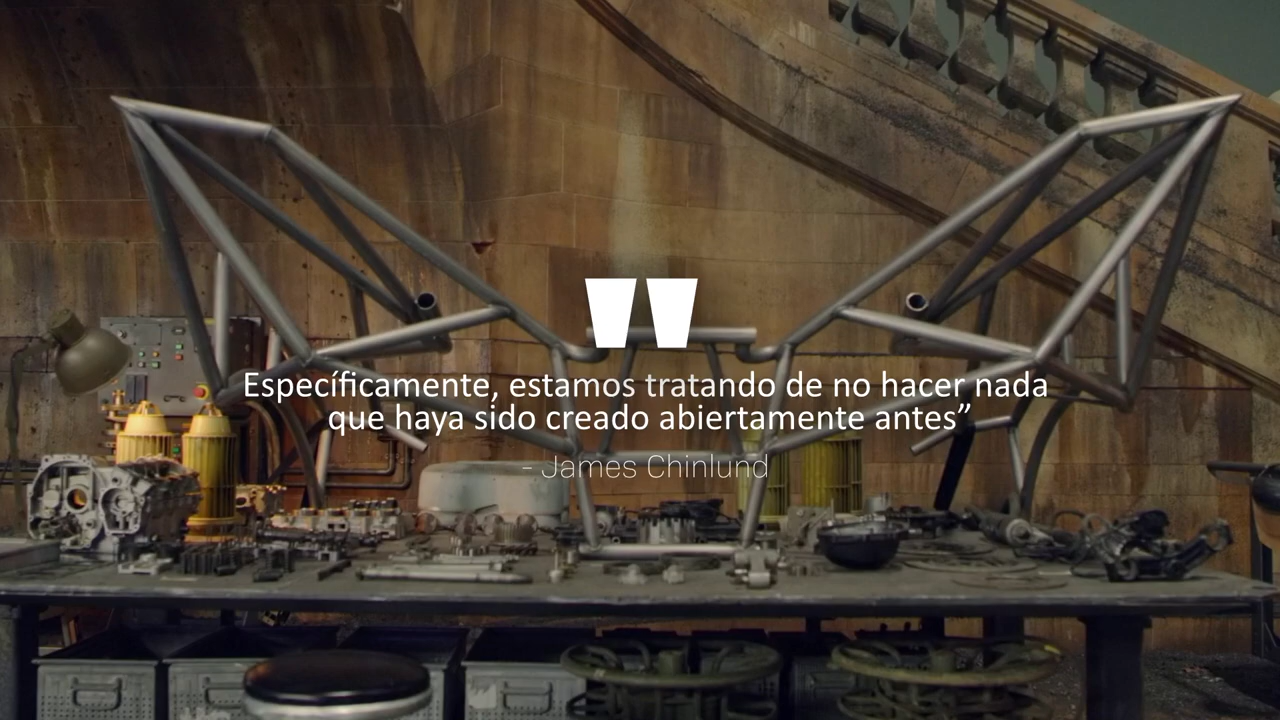 "
Específicamente, estamos tratando de no hacer nada
que haya sido creado abiertamente antes”
- James Chinlund